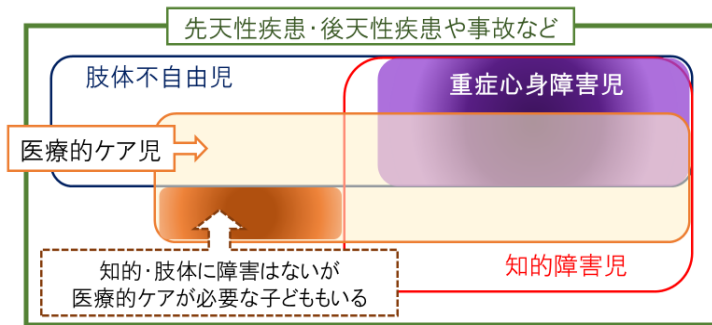 先天性疾患・後天性疾患や事故など
肢体不自由児
重症心身障害児
医療的ケア児
知的障害児
知的・肢体に障害はないが
医療的ケアが必要な子どももいる